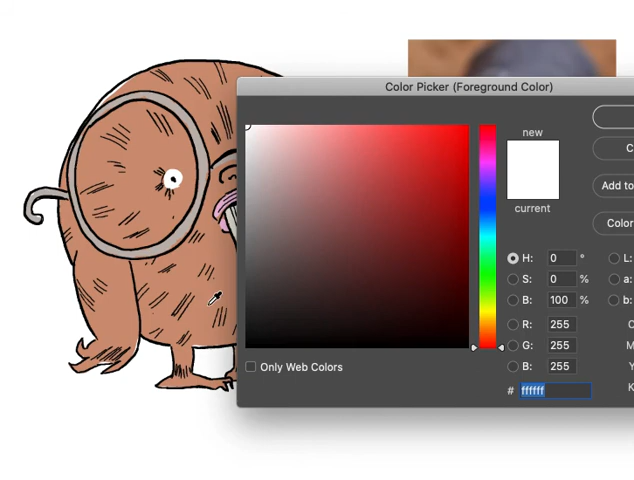 Color Picker (Foreground Color)
new
current
C
Add to
Color
H: 0 °
S: 0 %
B: 100 %
R: 255
G: 255
B: 255
# ffffff
L:
a:
b:
C
M
Y
K
Only Web Colors